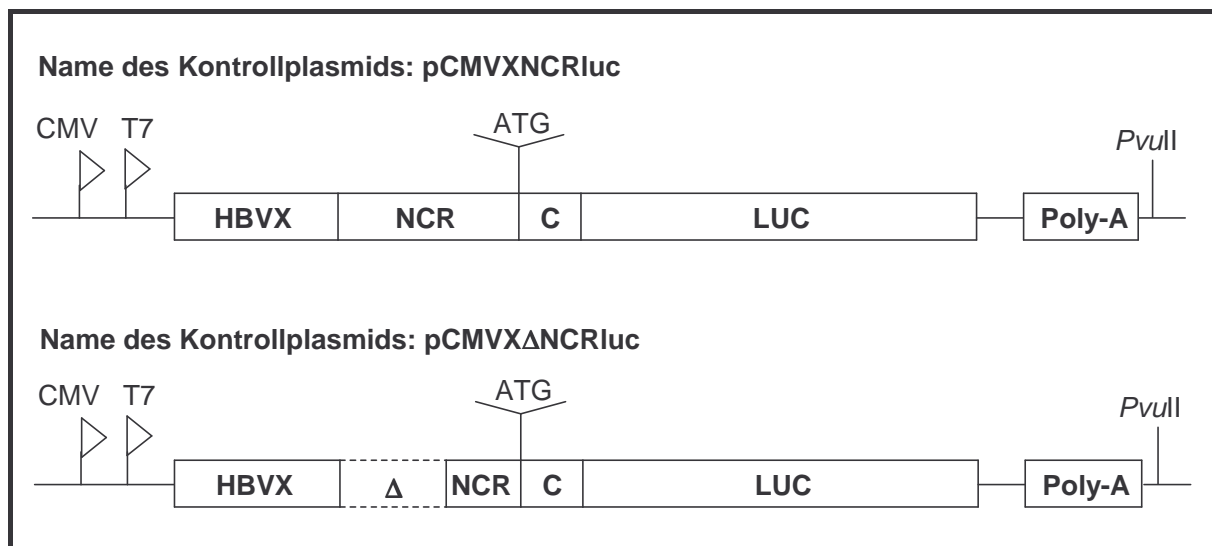 Name des Kontrollplasmids: pCMVXNCRluc
CMV T7 ATG PvuII
HBVX NCR C LUC Poly-A
Name des Kontrollplasmids: pCMVXΔNCRluc
CMV T7 ATG PvuII
HBVX Δ NCR C LUC Poly-A